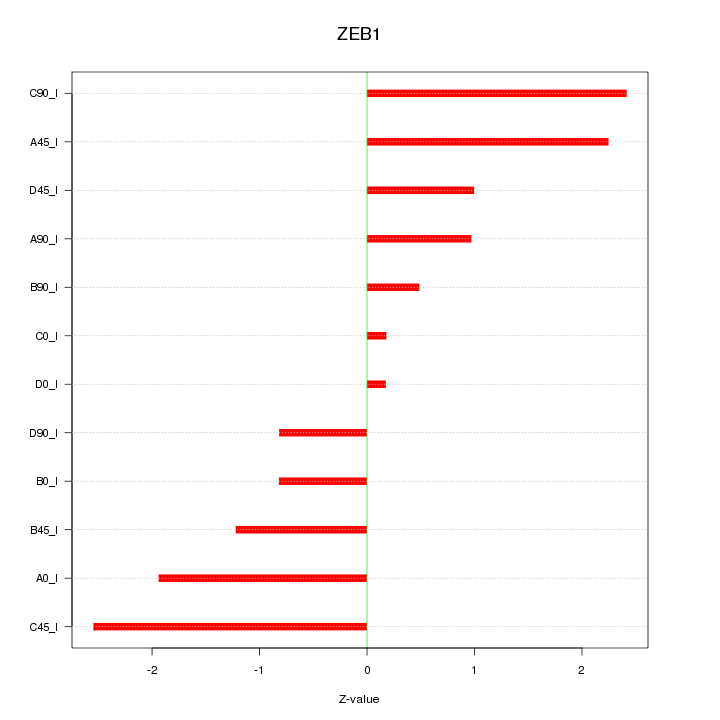 ZEB1
C90_I
A45_I
D45_I
A90_I
B90_I
C0_I
D0_I
D90_I
B0_I
B45_I
A0_I
C45_I
-2 -1 0 1 2
Z-value